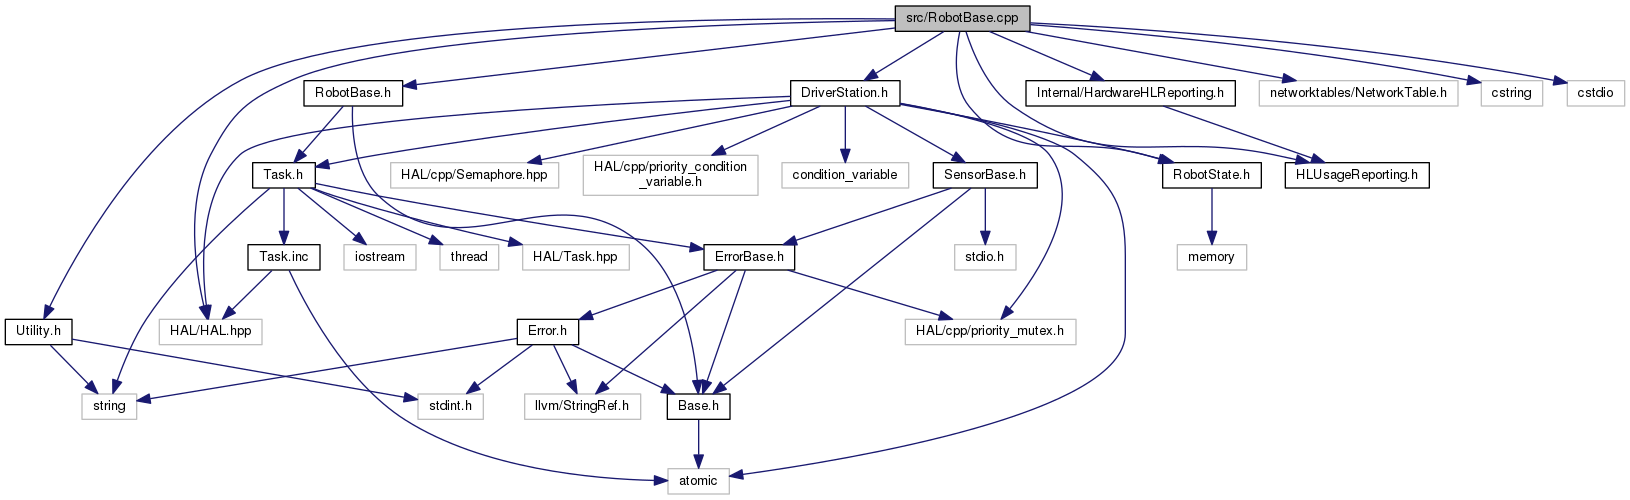 src/RobotBase.cpp
RobotBase.h
DriverStation.h
Internal/HardwareHLReporting.h
networktables/NetworkTable.h
cstring
cstdio
Task.h
HAL/cpp/Semaphore.hpp
HAL/cpp/priority_condition
_variable.h
condition_variable
SensorBase.h
RobotState.h
HLUsageReporting.h
Task.inc
iostream
thread
HAL/Task.hpp
ErrorBase.h
stdio.h
memory
Utility.h
HAL/HAL.hpp
Error.h
HAL/cpp/priority_mutex.h
string
stdint.h
llvm/StringRef.h
Base.h
atomic